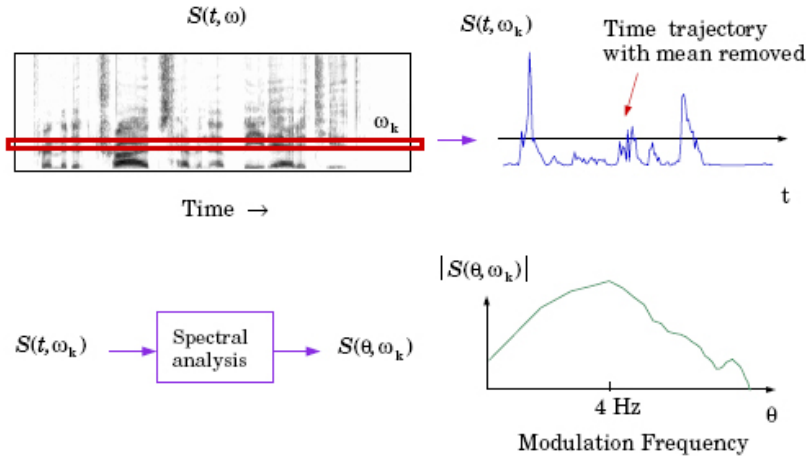 S(t, ω)
S(t, ωk)
Time trajectory
with mean removed
ωk
Time →
t
S(t, ωk)
Spectral
analysis
S(θ, ωk)
|S(θ, ωk)|
4 Hz
θ
Modulation Frequency